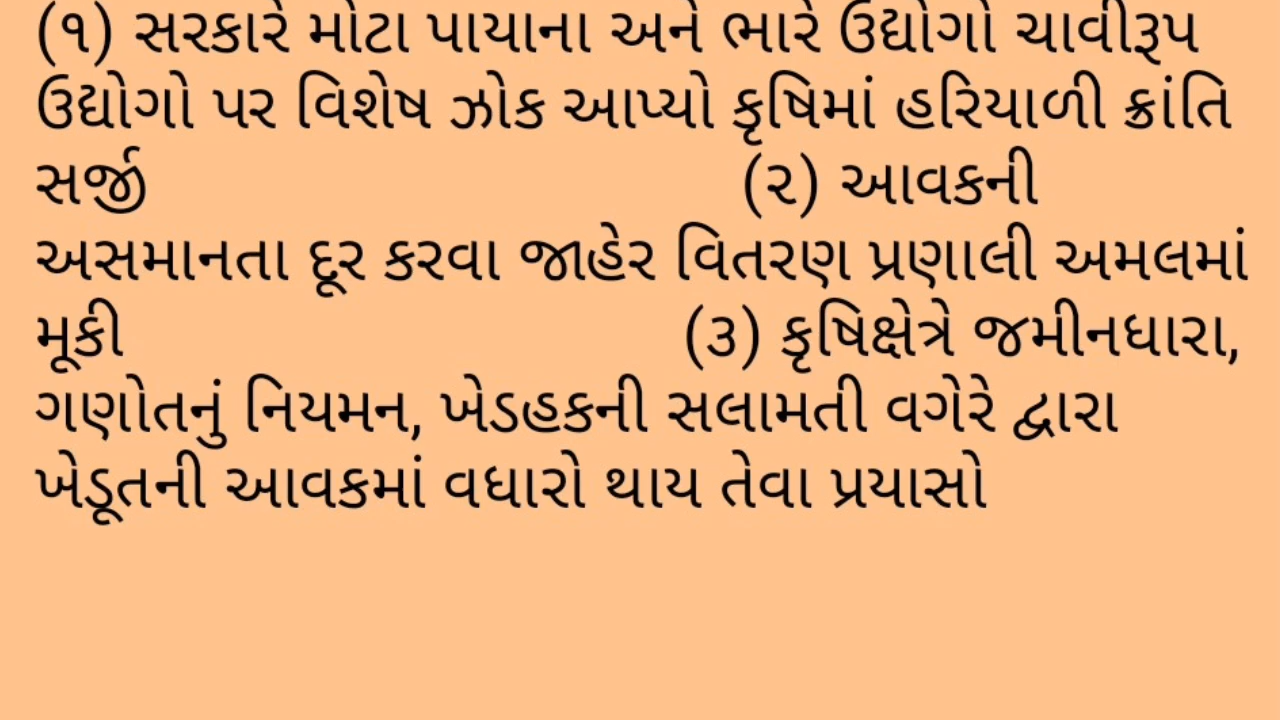 (૧) સરકારે મોટા પાયાના અને ભારે ઉદ્યોગો ચાવીરૂપ
ઉદ્યોગો પર વિશેષ ઝોક આપ્યો કૃષિમાં હરિયાળી ક્રાંતિ
સર્જી (૨) આવકની
અસમાનતા દૂર કરવા જાહેર વિતરણ પ્રણાલી અમલમાં
મૂકી (૩) કૃષિક્ષેત્રે જમીનધારા,
ગણોતનું નિયમન, ખેડહકની સલામતી વગેરે દ્વારા
ખેડૂતની આવકમાં વધારો થાય તેવા પ્રયાસો